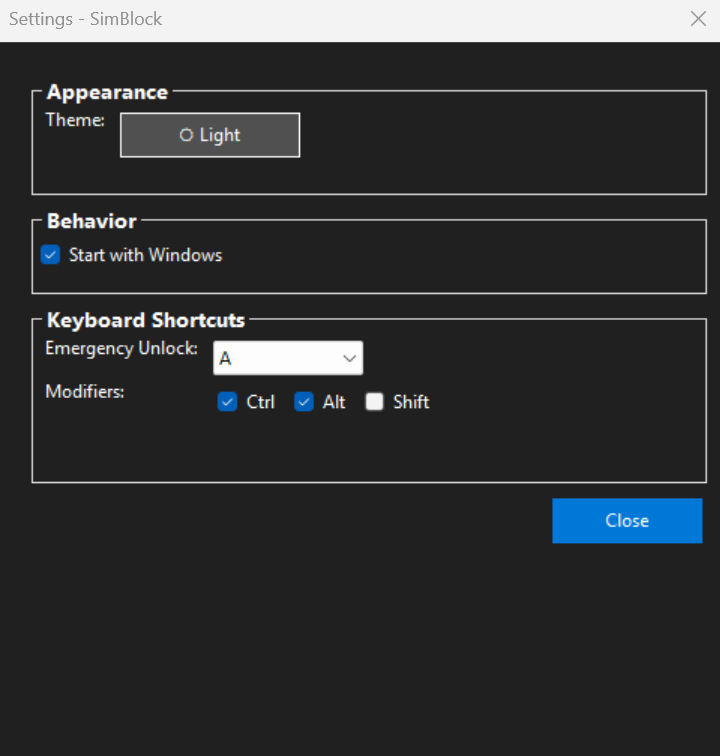 Settings - SimBlock
Appearance
Theme:
Light
Behavior
Start with Windows
Keyboard Shortcuts
Emergency Unlock:
A
Modifiers:
Ctrl
Alt
Shift
Close